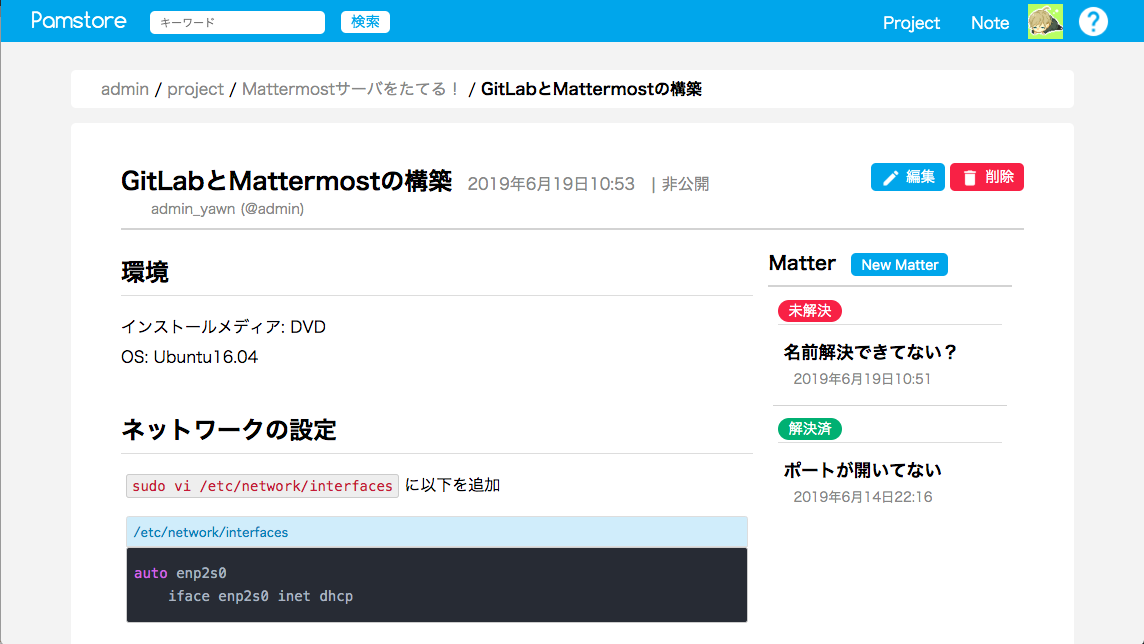 Pamstore キーワード 検索 Project Note ?
admin / project / Mattermostサーバをたてる！ / GitLabとMattermostの構築
GitLabとMattermostの構築 2019年6月19日10:53 | 非公開 編集 削除
admin_yawn (@admin)
環境
インストールメディア: DVD
OS: Ubuntu16.04
ネットワークの設定
sudo vi /etc/network/interfaces に以下を追加
/etc/network/interfaces
auto enp2s0
iface enp2s0 inet dhcp
Matter New Matter
未解決
名前解決できてない？
2019年6月19日10:51
解決済
ポートが開いてない
2019年6月14日22:16